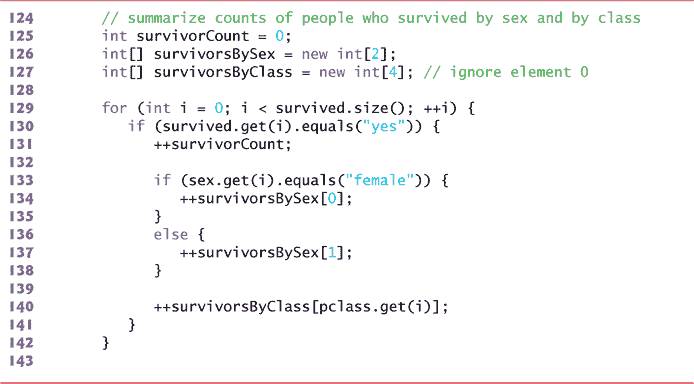 124 // summarize counts of people who survived by sex and by class
125 int survivorCount = 0;
126 int[] survivorsBySex = new int[2];
127 int[] survivorsByClass = new int[4]; // ignore element 0
128
129 for (int i = 0; i < survived.size(); ++i) {
130    if (survived.get(i).equals("yes")) {
131       ++survivorCount;
132
133       if (sex.get(i).equals("female")) {
134          ++survivorsBySex[0];
135       }
136       else {
137          ++survivorsBySex[1];
138       }
139
140       ++survivorsByClass[pclass.get(i)];
141    }
142 }
143